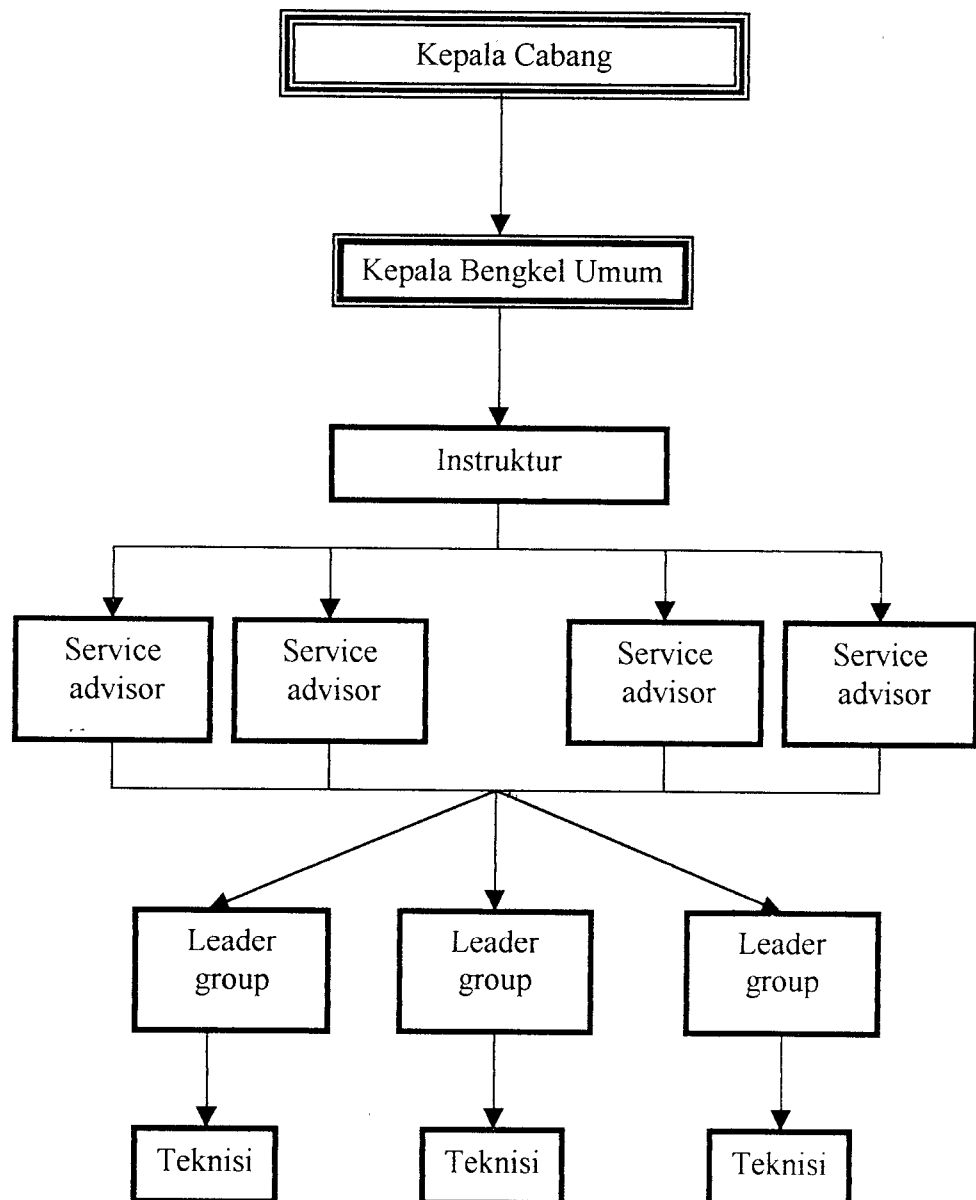 Kepala Cabang
Kepala Bengkel Umum
Instruktur
Service
advisor
Service
advisor
Service
advisor
Service
advisor
Leader
group
Leader
group
Leader
group
Teknisi
Teknisi
Teknisi